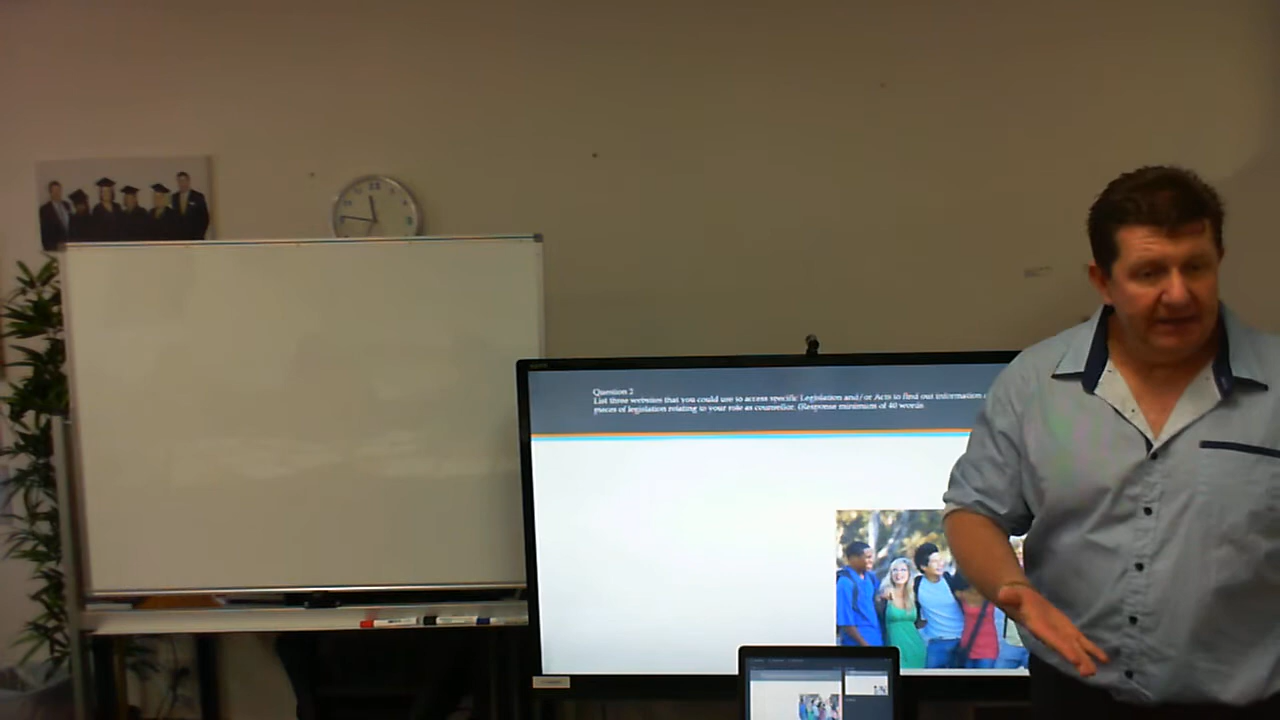 Question 2
List three websites that you could use to access specific Legislation and/or Acts to find out information
pieces of legislation relating to your role as counsellor. (Response minimum of 40 words